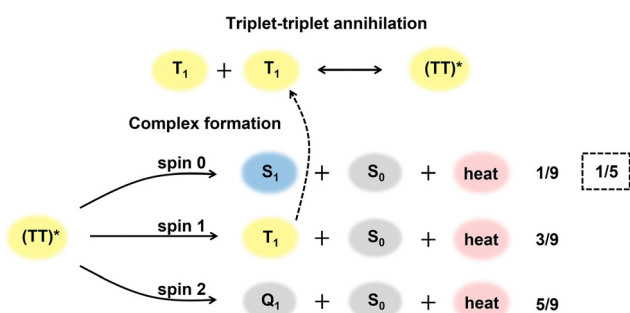 Triplet-triplet annihilation
T₁ + T₁ (TT)*
Complex formation
spin 0 S₁ + S₀ + heat 1/9 1/5
(TT)* spin 1 T₁ + S₀ + heat 3/9
spin 2 Q₁ + S₀ + heat 5/9